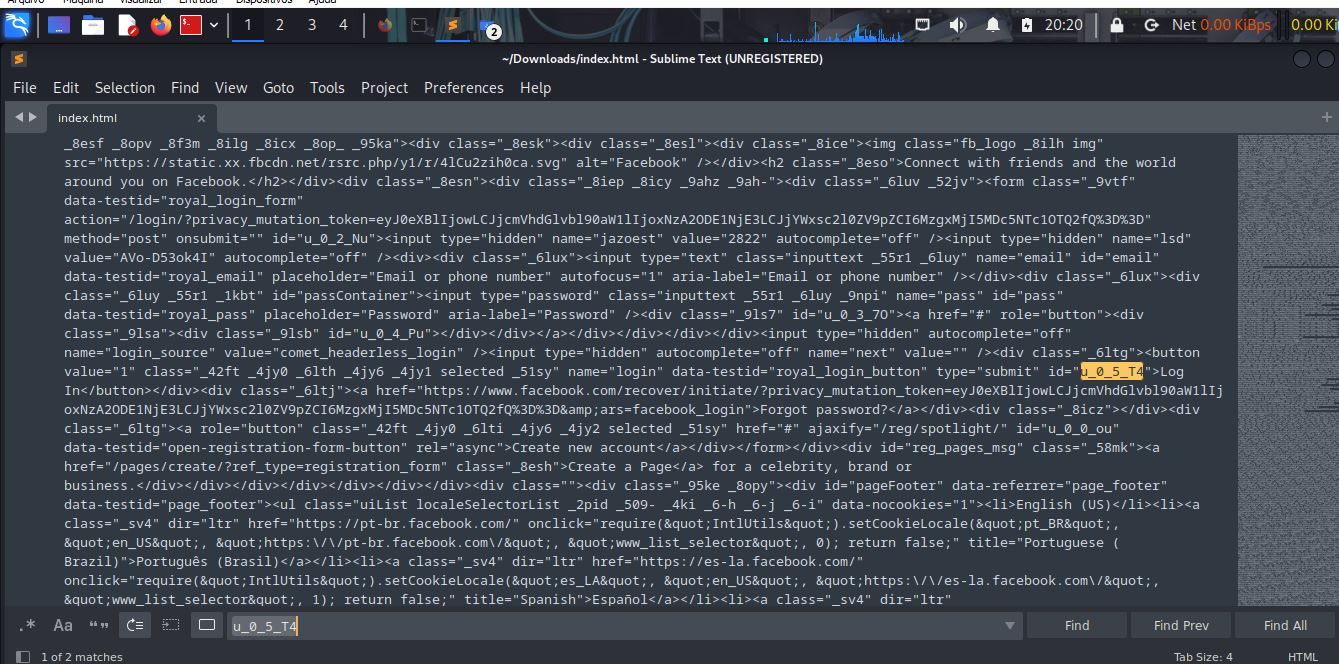 Arquivo Máquina Visualizar Entrada Dispositivos Ajuda
1 2 3 4 2 20:20 Net 0.00 KiBps 0.00 Ki
~/Downloads/index.html - Sublime Text (UNREGISTERED)
File Edit Selection Find View Goto Tools Project Preferences Help
index.html
_8esf _8opv _8f3m _8ilg _8icx _8op_ _95ka"><div class="_8esk"><div class="_8esl"><div class="_8ice"><img class="fb_logo _8ilh img"
src="https://static.xx.fbcdn.net/rsrc.php/y1/r/4lCu2zih0ca.svg" alt="Facebook" /></div><h2 class="_8eso">Connect with friends and the world
around you on Facebook.</h2></div><div class="_8esn"><div class="_8iep _8icy _9ahz _9ah-"><div class="_6luv _52jv"><form class="_9vtf"
data-testid="royal_login_form"
action="/login/?privacy_mutation_token=eyJ0eXBlIjowLCJjcmVhdGlvbl90aW1lIjoxNzA2ODE1NjE3LCJjYWxsc2l0ZV9pZCI6MzgxMjI5MDc5NTc1OTQ2fQ%3D%3D"
method="post" onsubmit="" id="u_0_2_Nu"><input type="hidden" name="jazoest" value="2822" autocomplete="off" /><input type="hidden" name="lsd"
value="AVo-D53ok4I" autocomplete="off" /><div><div class="_6lux"><input type="text" class="inputtext _55r1 _6luy" name="email" id="email"
data-testid="royal_email" placeholder="Email or phone number" autofocus="1" aria-label="Email or phone number" /></div><div class="_6lux"><div
class="_6luy _55r1 _1kbt" id="passContainer"><input type="password" class="inputtext _55r1 _6luy _9npi" name="pass" id="pass"
data-testid="royal_pass" placeholder="Password" aria-label="Password" /><div class="_9ls7" id="u_0_3_7O"><a href="#" role="button"><div
class="_9lsa"><div class="_9lsb" id="u_0_4_Pu"></div></div></a></div></div></div></div><input type="hidden" autocomplete="off"
name="login_source" value="comet_headerless_login" /><input type="hidden" autocomplete="off" name="next" value="" /><div class="_6ltg"><button
value="1" class="_42ft _4jy0 _6lth _4jy6 _4jy1 selected _51sy" name="login" data-testid="royal_login_button" type="submit" id="u_0_5_T4">Log
In</button></div><div class="_6ltj"><a href="https://www.facebook.com/recover/initiate/?privacy_mutation_token=eyJ0eXBlIjowLCJjcmVhdGlvbl90aW1lIj
oxNzA2ODE1NjE3LCJjYWxsc2l0ZV9pZCI6MzgxMjI5MDc5NTc1OTQ2fQ%3D%3D&amp;ars=facebook_login">Forgot password?</a></div><div class="_8icz"></div><div
class="_6ltg"><a role="button" class="_42ft _4jy0 _6lti _4jy6 _4jy2 selected _51sy" href="#" ajaxify="/reg/spotlight/" id="u_0_0_ou"
data-testid="open-registration-form-button" rel="async">Create new account</a></div></form></div><div id="reg_pages_msg" class="_58mk"><a
href="/pages/create/?ref_type=registration_form" class="_8esh">Create a Page</a> for a celebrity, brand or
business.</div></div></div></div></div></div><div class=""><div class="_95ke _8opy"><div id="pageFooter" data-referrer="page_footer"
data-testid="page_footer"><ul class="uiList localeSelectorList _2pid _509- _4ki _6-h _6-j _6-i" data-nocookies="1"><li>English (US)</li><li><a
class="_sv4" dir="ltr" href="https://pt-br.facebook.com/" onclick="require(&quot;IntlUtils&quot;).setCookieLocale(&quot;pt_BR&quot;,
&quot;en_US&quot;, &quot;https:\/\/pt-br.facebook.com\/&quot;, &quot;www_list_selector&quot;, 0); return false;" title="Portuguese (
Brazil)">Português (Brasil)</a></li><li><a class="_sv4" dir="ltr" href="https://es-la.facebook.com/"
onclick="require(&quot;IntlUtils&quot;).setCookieLocale(&quot;es_LA&quot;, &quot;en_US&quot;, &quot;https:\/\/es-la.facebook.com\/&quot;,
&quot;www_list_selector&quot;, 1); return false;" title="Spanish">Español</a></li><li><a class="_sv4" dir="ltr"
.* Aa “” u_0_5_T4 Find Find Prev Find All
1 of 2 matches Tab Size: 4 HTML